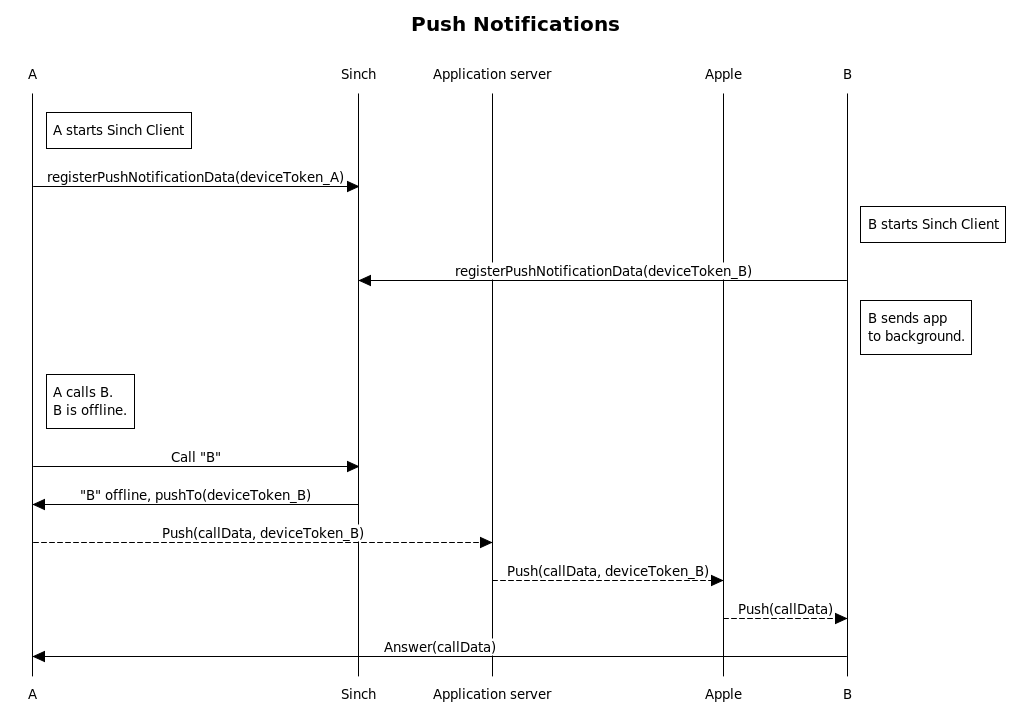 Push Notifications
A
Sinch
Application server
Apple
B
A starts Sinch Client
registerPushNotificationData(deviceToken_A)
B starts Sinch Client
registerPushNotificationData(deviceToken_B)
B sends app
to background.
A calls B.
B is offline.
Call "B"
"B" offline, pushTo(deviceToken_B)
Push(callData, deviceToken_B)
Push(callData, deviceToken_B)
Push(callData)
Answer(callData)
A
Sinch
Application server
Apple
B